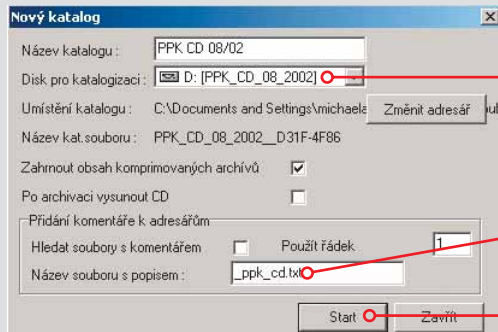 Nový katalog
Název katalogu : PPK CD 08/02
Disk pro katalogizaci : D: [PPK_CD_08_2002]
Umístění katalogu : C:\Documents and Settings\michaela Změnit adresář
Název kat.souboru : PPK_CD_08_2002__D31F-4F86
Zahrnout obsah komprimovaných archívů
Po archivaci vysunout CD
Přidání komentáře k adresářům
Hledat soubory s komentářem Použít řádek 1
Název souboru s popisem : _ppk_cd.txt
Start Zavřít